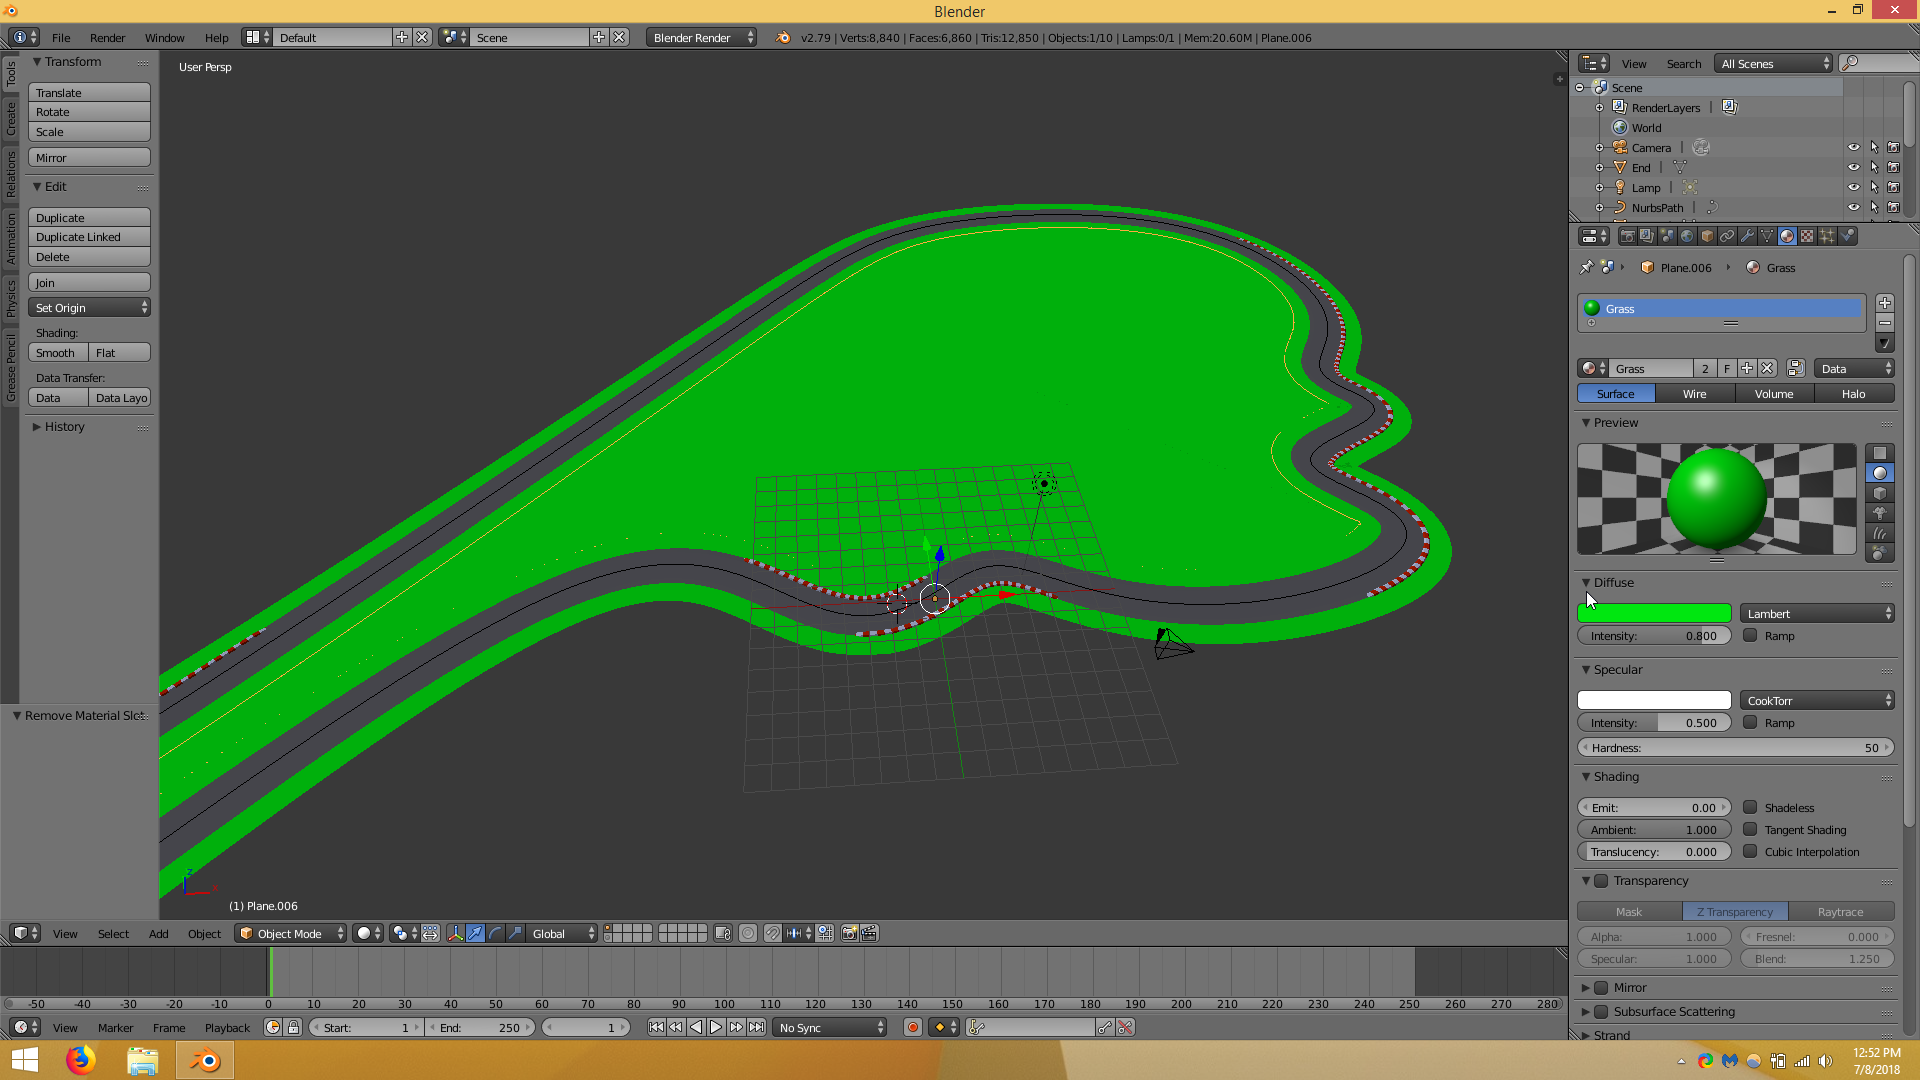 Blender
File Render Window Help Default Scene Blender Render v2.79 | Verts:8,840 | Faces:6,860 | Tris:12,850 | Objects:1/10 | Lamps:0/1 | Mem:20.60M | Plane.006
Tools
Create
Relations
Animation
Physics
Grease Pencil
Transform
Translate
Rotate
Scale
Mirror
Edit
Duplicate
Duplicate Linked
Delete
Join
Set Origin
Shading:
Smooth Flat
Data Transfer:
Data Data Layo
History
Remove Material Slot
User Persp
z
x
(1) Plane.006
View Search All Scenes
Scene
RenderLayers |
World
Camera |
End |
Lamp |
NurbsPath |
Plane.006 Grass
Grass
Grass 2 F Data
Surface Wire Volume Halo
Preview
Diffuse
Lambert
Intensity: 0.800 Ramp
Specular
CookTorr
Intensity: 0.500 Ramp
Hardness: 50
Shading
Emit: 0.00 Shadeless
Ambient: 1.000 Tangent Shading
Translucency: 0.000 Cubic Interpolation
Transparency
Mask Z Transparency Raytrace
Alpha: 1.000 Fresnel: 0.000
Specular: 1.000 Blend: 1.250
Mirror
Subsurface Scattering
Strand
View Select Add Object Object Mode Global
-50 -40 -30 -20 -10 0 10 20 30 40 50 60 70 80 90 100 110 120 130 140 150 160 170 180 190 200 210 220 230 240 250 260 270 280
View Marker Frame Playback Start: 1 End: 250 1 No Sync
12:52 PM
7/8/2018